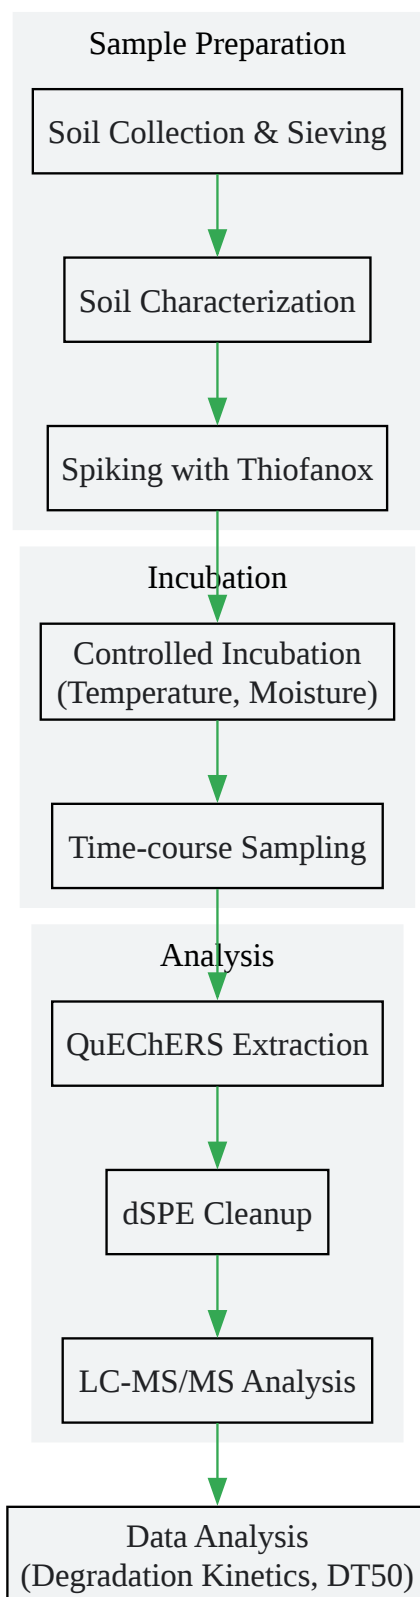 Sample Preparation
Soil Collection & Sieving
Soil Characterization
Spiking with Thiofanox
Incubation
Controlled Incubation
(Temperature, Moisture)
Time-course Sampling
Analysis
QuEChERS Extraction
dSPE Cleanup
LC-MS/MS Analysis
Data Analysis
(Degradation Kinetics, DT50)